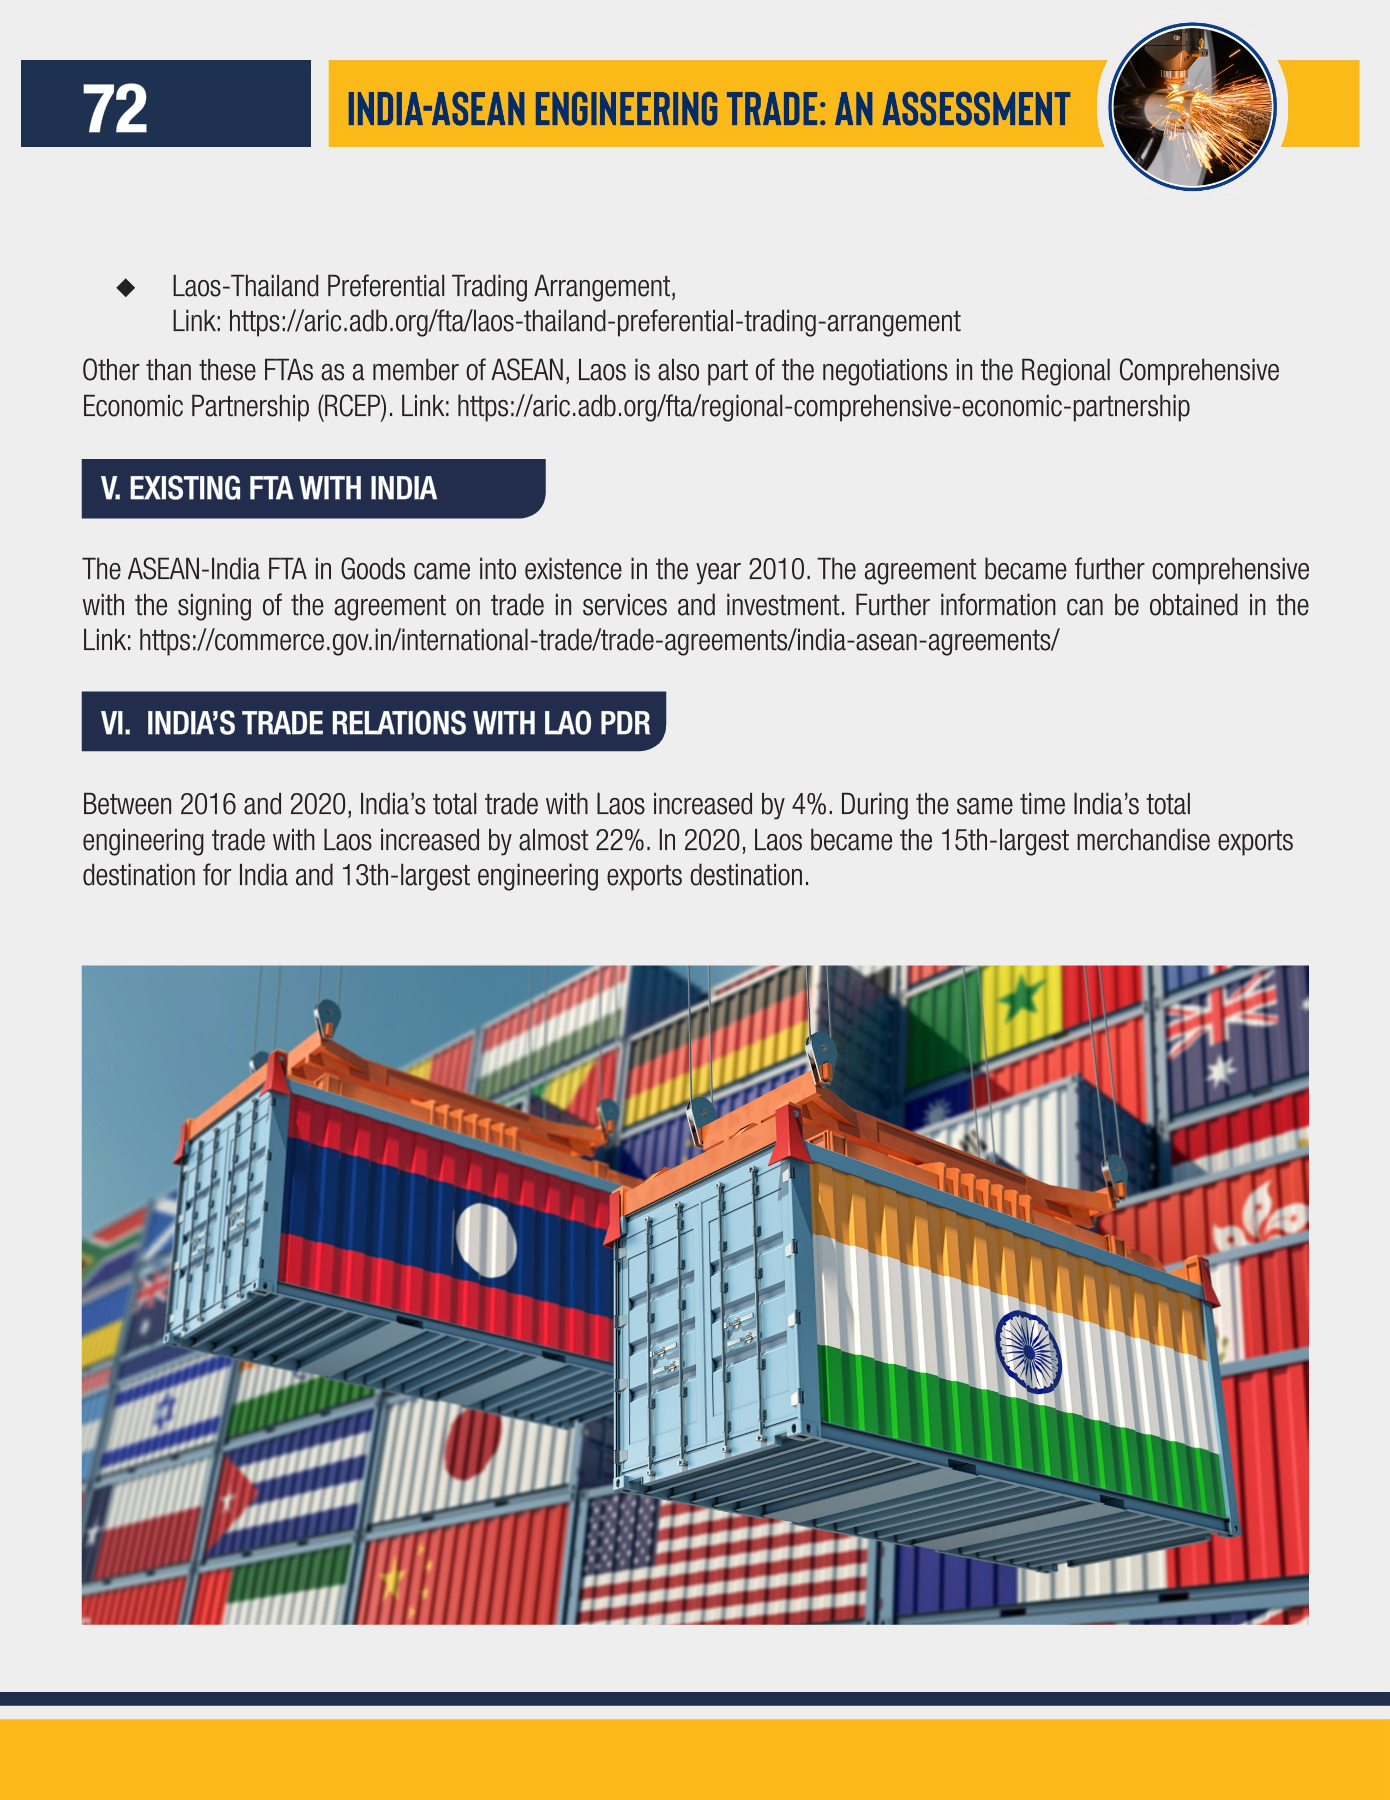 72
INDIA-ASEAN ENGINEERING TRADE: AN ASSESSMENT
◆ Laos-Thailand Preferential Trading Arrangement,
Link: https://aric.adb.org/fta/laos-thailand-preferential-trading-arrangement
Other than these FTAs as a member of ASEAN, Laos is also part of the negotiations in the Regional Comprehensive
Economic Partnership (RCEP). Link: https://aric.adb.org/fta/regional-comprehensive-economic-partnership
V. EXISTING FTA WITH INDIA
The ASEAN-India FTA in Goods came into existence in the year 2010. The agreement became further comprehensive
with the signing of the agreement on trade in services and investment. Further information can be obtained in the
Link: https://commerce.gov.in/international-trade/trade-agreements/india-asean-agreements/
VI. INDIA’S TRADE RELATIONS WITH LAO PDR
Between 2016 and 2020, India’s total trade with Laos increased by 4%. During the same time India’s total
engineering trade with Laos increased by almost 22%. In 2020, Laos became the 15th-largest merchandise exports
destination for India and 13th-largest engineering exports destination.